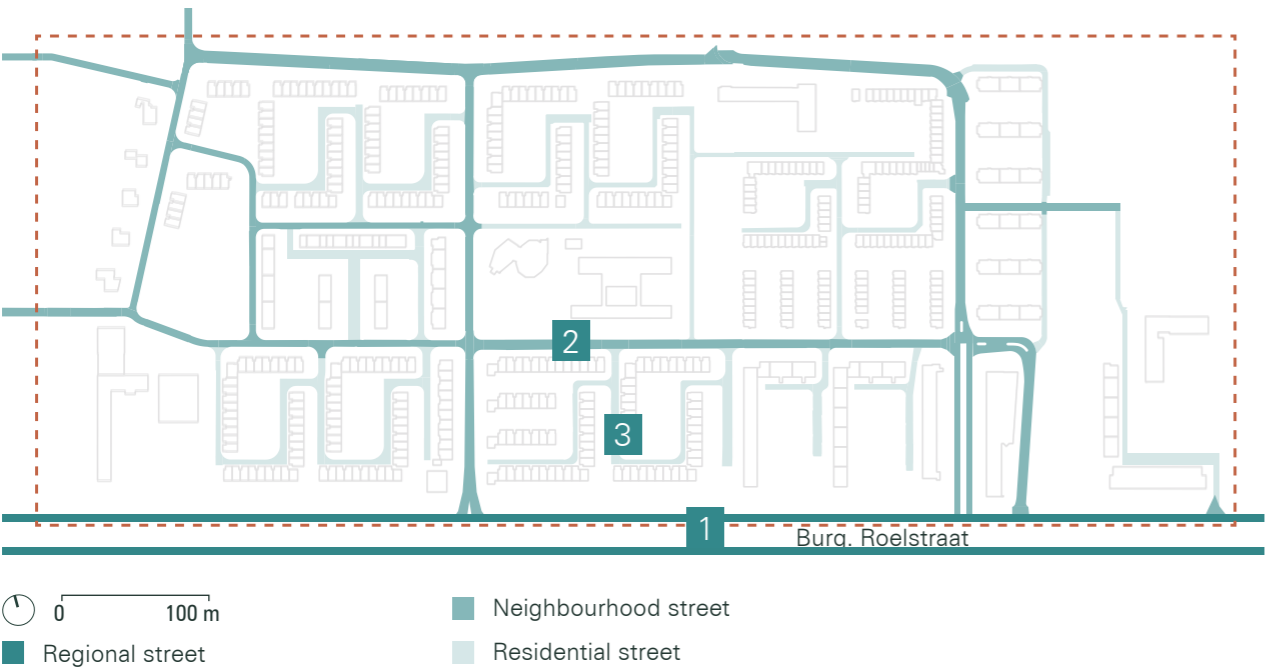 2
3
1
Burg. Roelstraat
0 100 m
Neighbourhood street
Regional street
Residential street